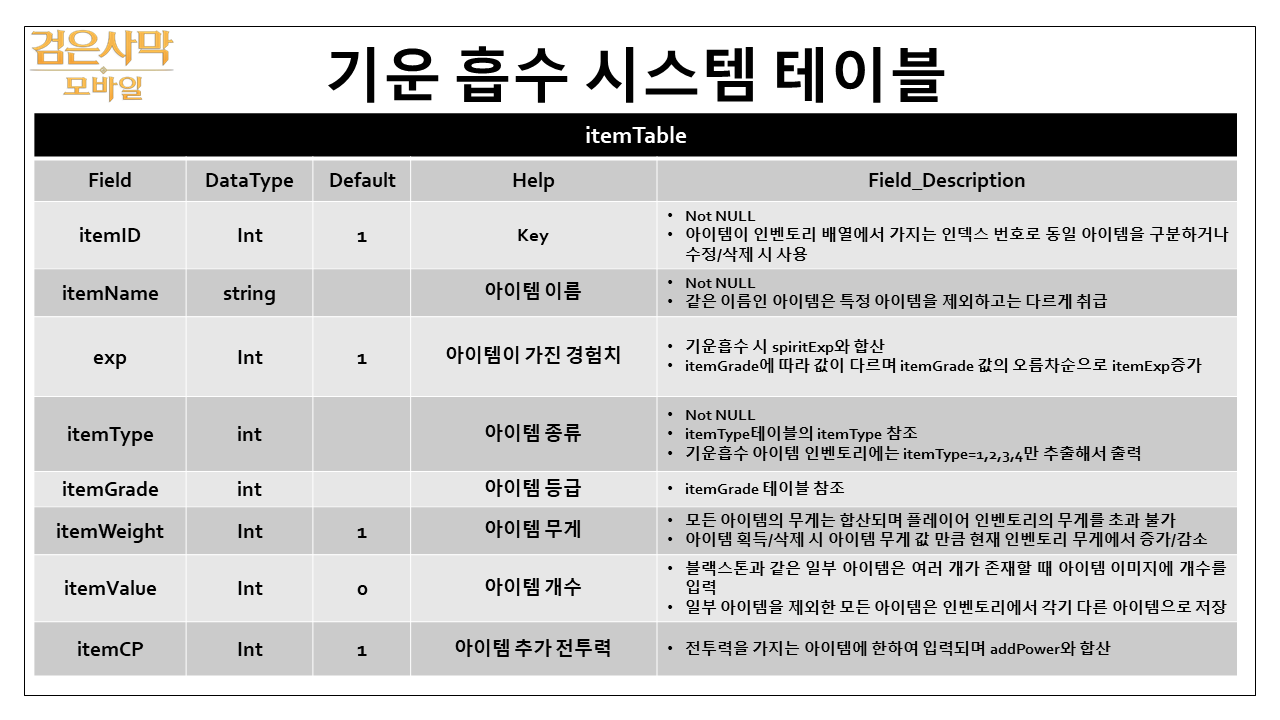 검은사막
모바일
기운 흡수 시스템 테이블
itemTable
Field DataType Default Help Field_Description
itemID Int 1 Key
• Not NULL
• 아이템이 인벤토리 배열에서 가지는 인덱스 번호로 동일 아이템을 구분하거나
수정/삭제 시 사용
itemName string 아이템 이름
• Not NULL
• 같은 이름인 아이템은 특정 아이템을 제외하고는 다르게 취급
exp Int 1 아이템이 가진 경험치
• 기운흡수 시 spiritExp와 합산
• itemGrade에 따라 값이 다르며 itemGrade 값의 오름차순으로 itemExp증가
itemType int 아이템 종류
• Not NULL
• itemType테이블의 itemType 참조
• 기운흡수 아이템 인벤토리에는 itemType=1,2,3,4만 추출해서 출력
itemGrade int 아이템 등급
• itemGrade 테이블 참조
itemWeight Int 1 아이템 무게
• 모든 아이템의 무게는 합산되며 플레이어 인벤토리의 무게를 초과 불가
• 아이템 획득/삭제 시 아이템 무게 값 만큼 현재 인벤토리 무게에서 증가/감소
itemValue Int 0 아이템 개수
• 블랙스톤과 같은 일부 아이템은 여러 개가 존재할 때 아이템 이미지에 개수를
입력
• 일부 아이템을 제외한 모든 아이템은 인벤토리에서 각기 다른 아이템으로 저장
itemCP Int 1 아이템 추가 전투력
• 전투력을 가지는 아이템에 한하여 입력되며 addPower와 합산